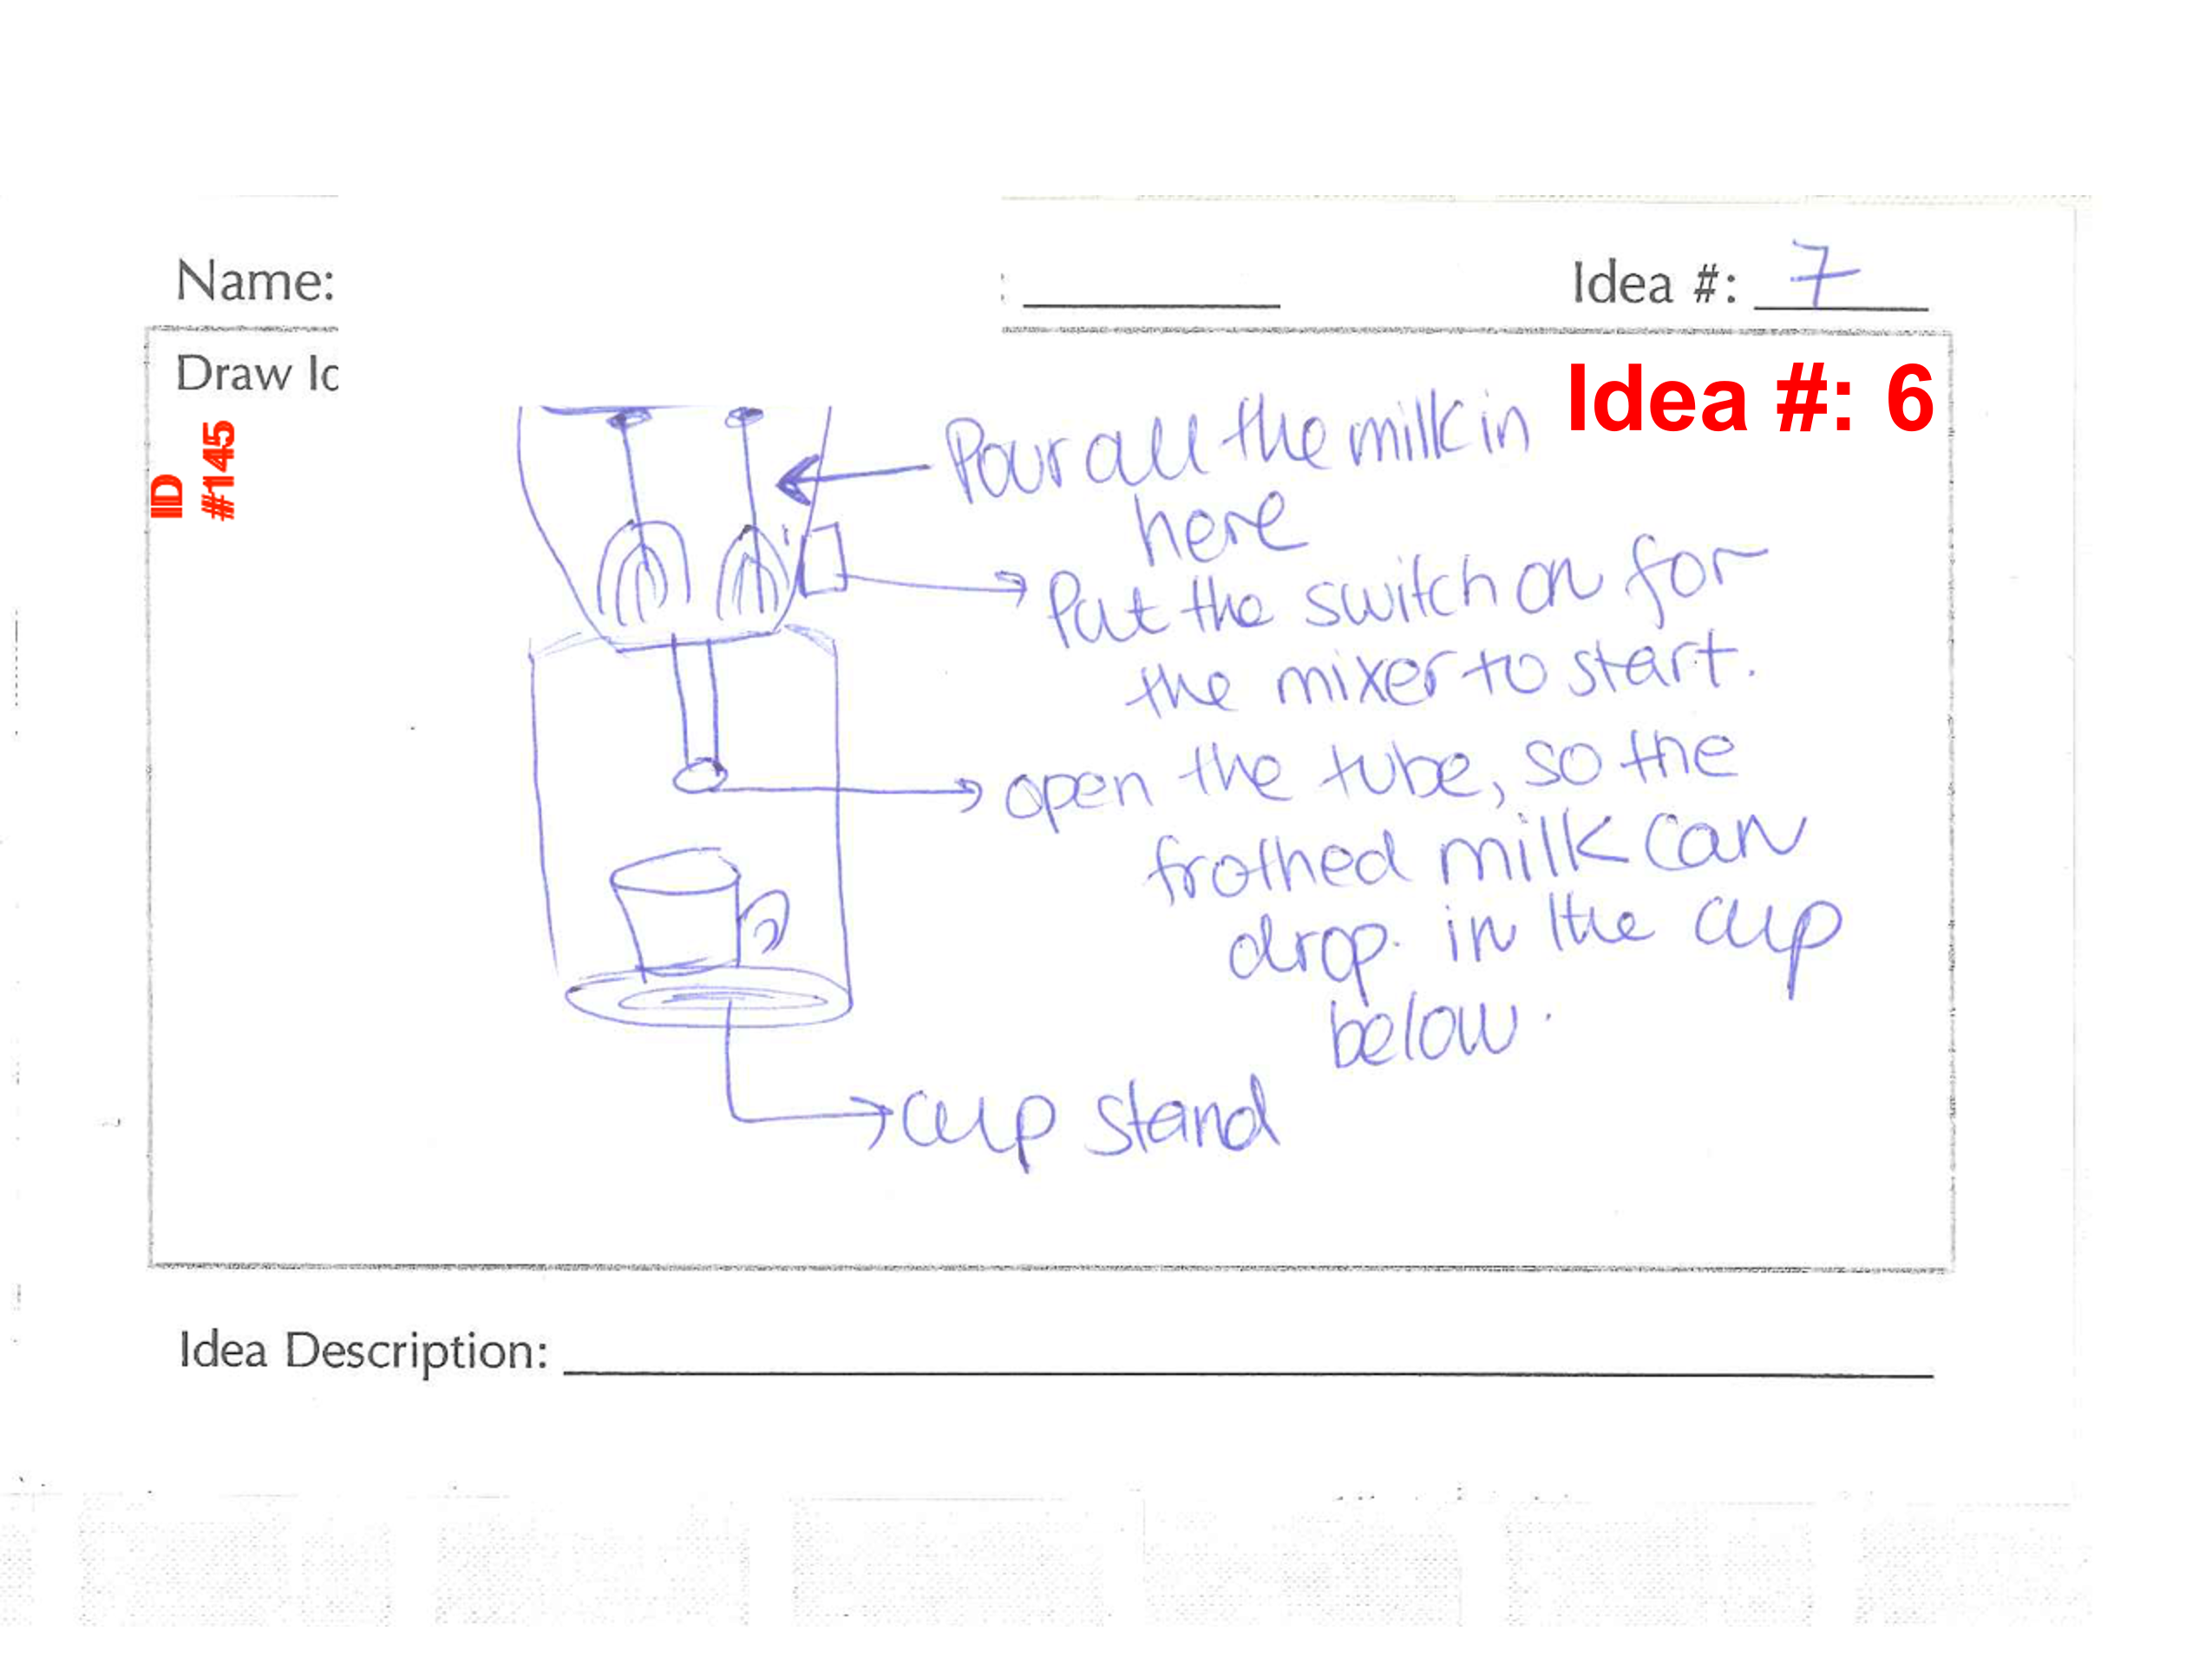 Name:
: Idea #: 7
Draw Id
Idea #: 6
ID
#145
Pour all the milk in
here
Put the switch on for
the mixer to start.
open the tube, so the
frothed milk can
drop. in the cup
below.
cup stand
Idea Description: